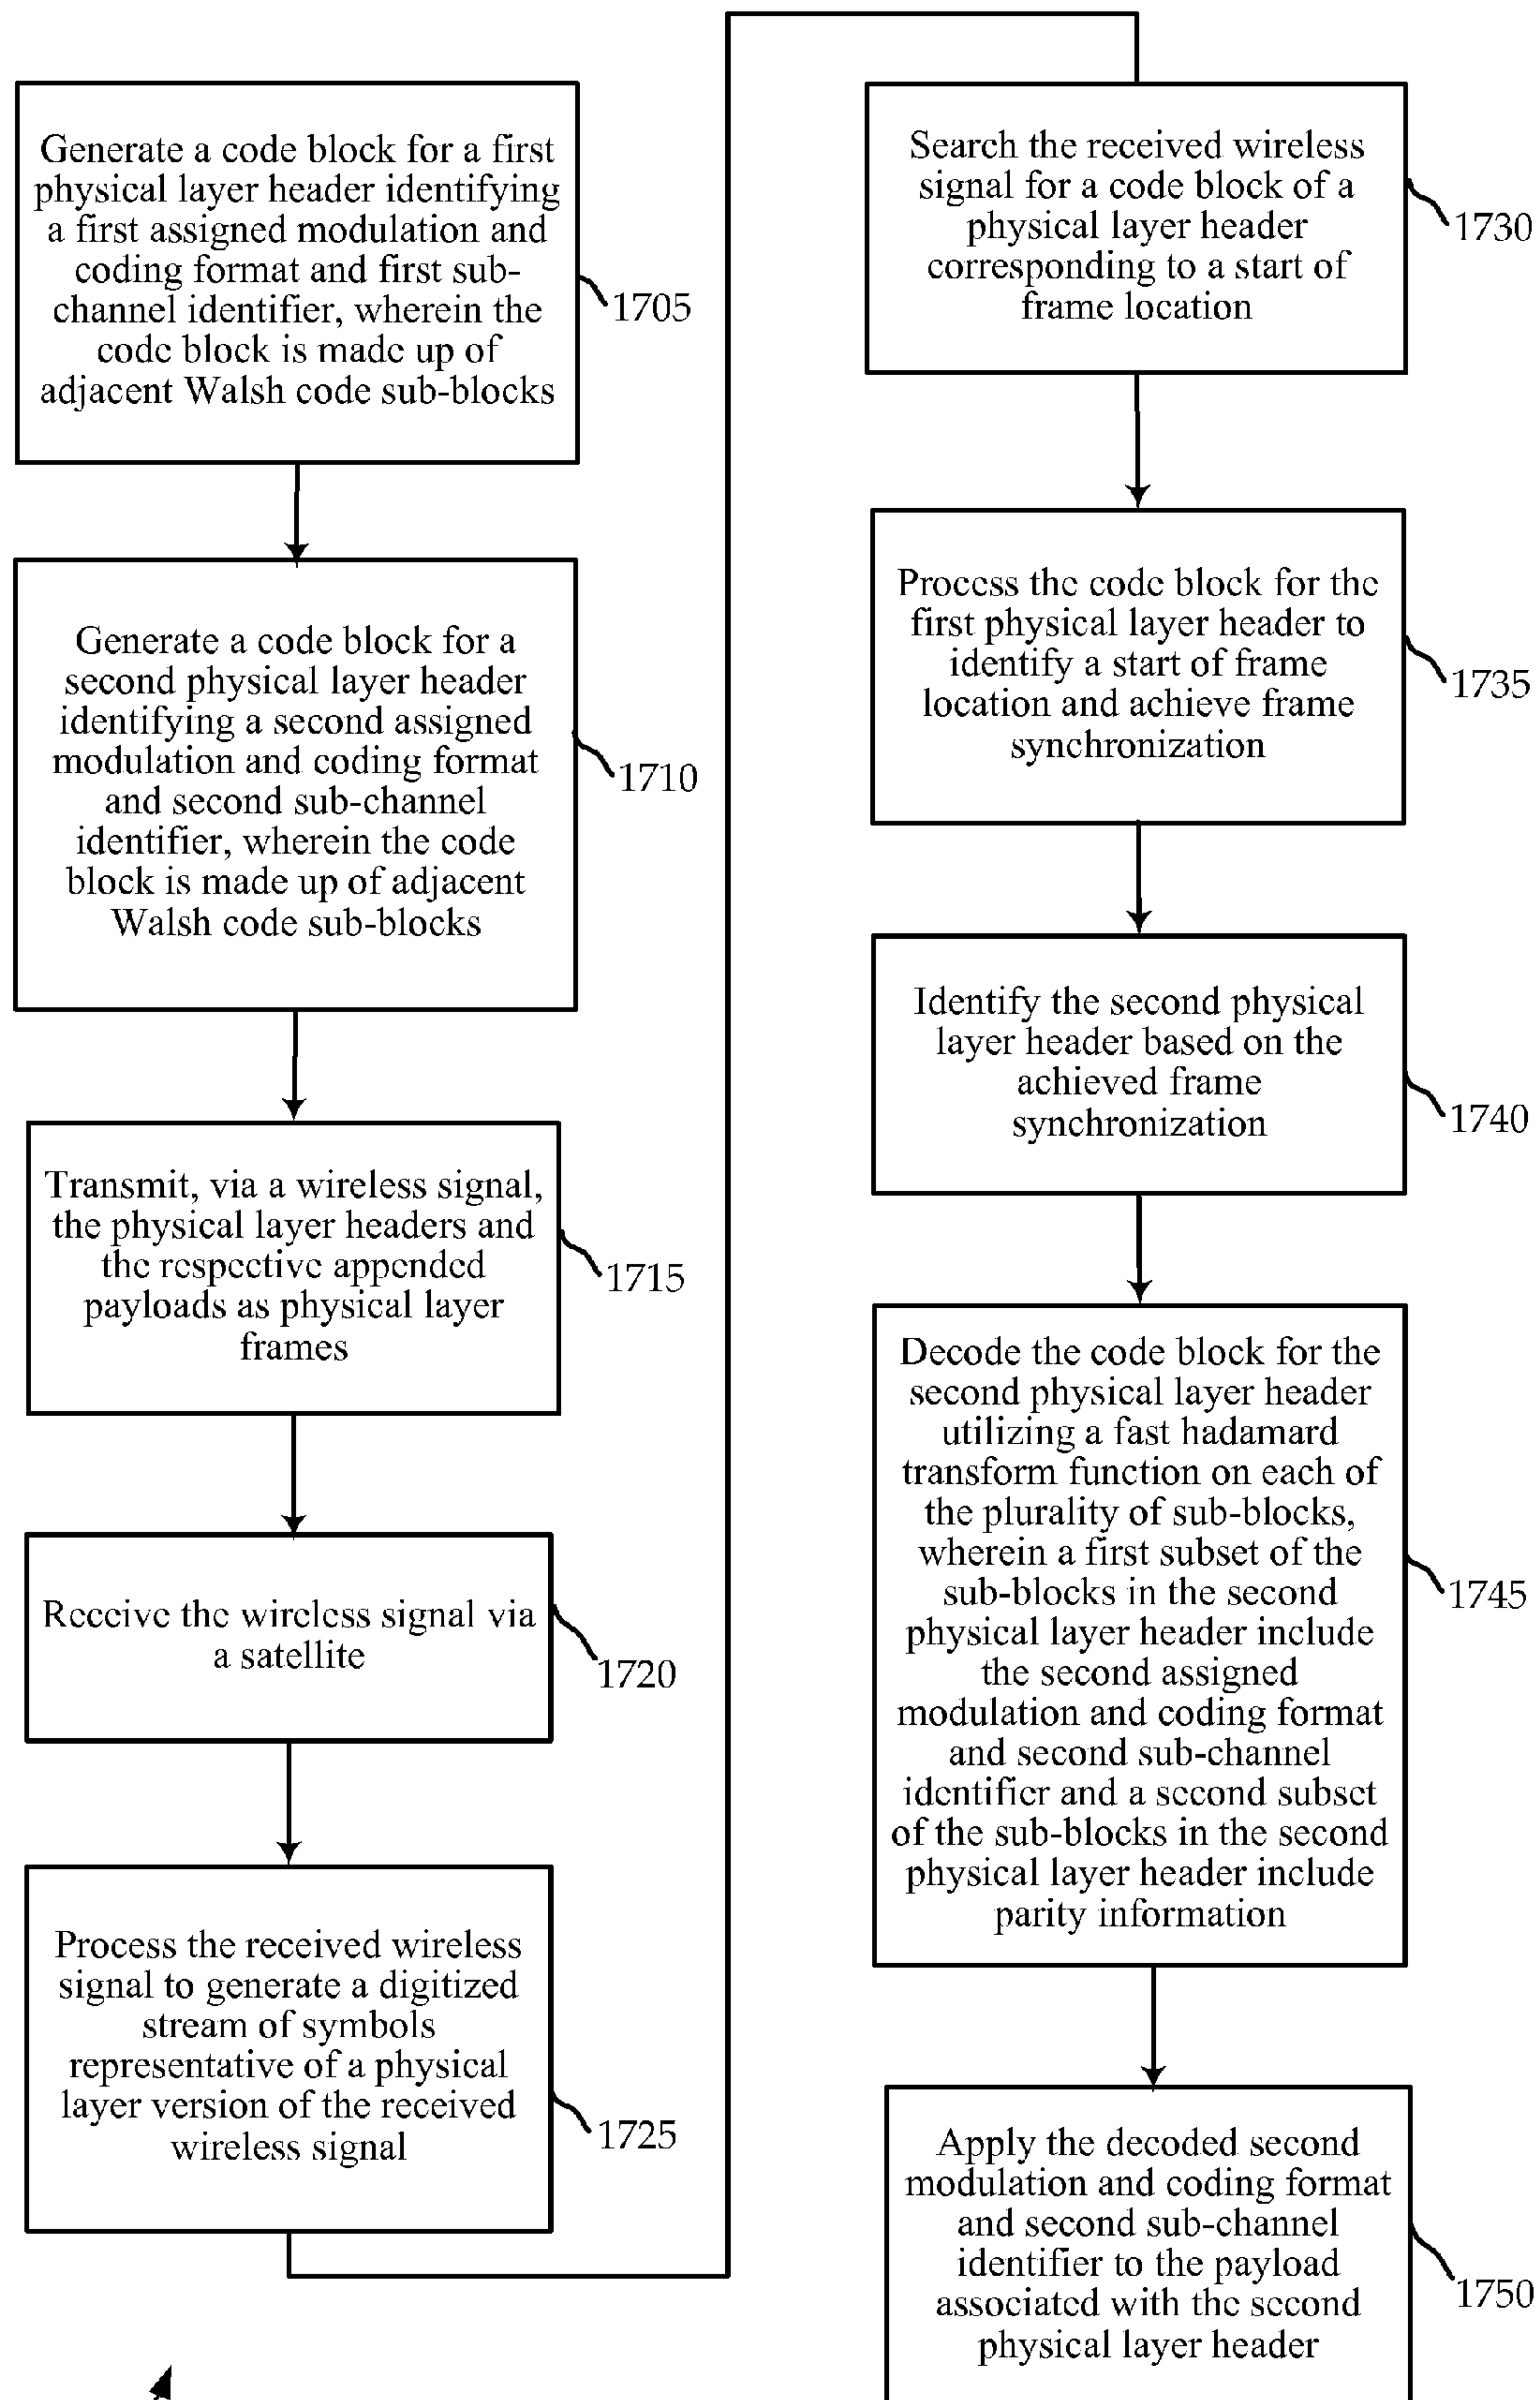 Generate a code block for a first
physical layer header identifying
a first assigned modulation and
coding format and first sub-
channel identifier, wherein the
code block is made up of
adjacent Walsh code sub-blocks
1705
Generate a code block for a
second physical layer header
identifying a second assigned
modulation and coding format
and second sub-channel
identifier, wherein the code
block is made up of adjacent
Walsh code sub-blocks
1710
Transmit, via a wireless signal,
the physical layer headers and
the respective appended
payloads as physical layer
frames
1715
Receive the wireless signal via
a satellite
1720
Process the received wireless
signal to generate a digitized
stream of symbols
representative of a physical
layer version of the received
wireless signal
1725
Search the received wireless
signal for a code block of a
physical layer header
corresponding to a start of
frame location
1730
Process the code block for the
first physical layer header to
identify a start of frame
location and achieve frame
synchronization
1735
Identify the second physical
layer header based on the
achieved frame
synchronization
1740
Decode the code block for the
second physical layer header
utilizing a fast hadamard
transform function on each of
the plurality of sub-blocks,
wherein a first subset of the
sub-blocks in the second
physical layer header include
the second assigned
modulation and coding format
and second sub-channel
identifier and a second subset
of the sub-blocks in the second
physical layer header include
parity information
1745
Apply the decoded second
modulation and coding format
and second sub-channel
identifier to the payload
associated with the second
physical layer header
1750